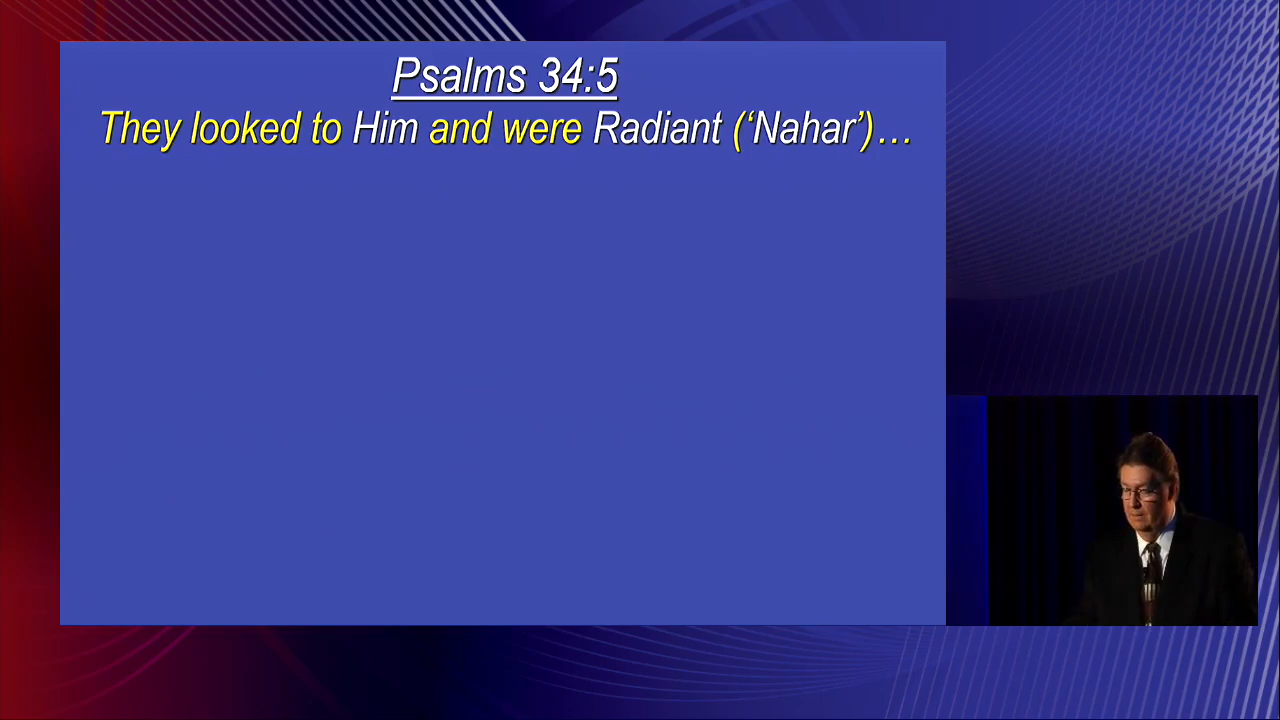 Psalms 34:5
They looked to Him and were Radiant (‘Nahar’)…